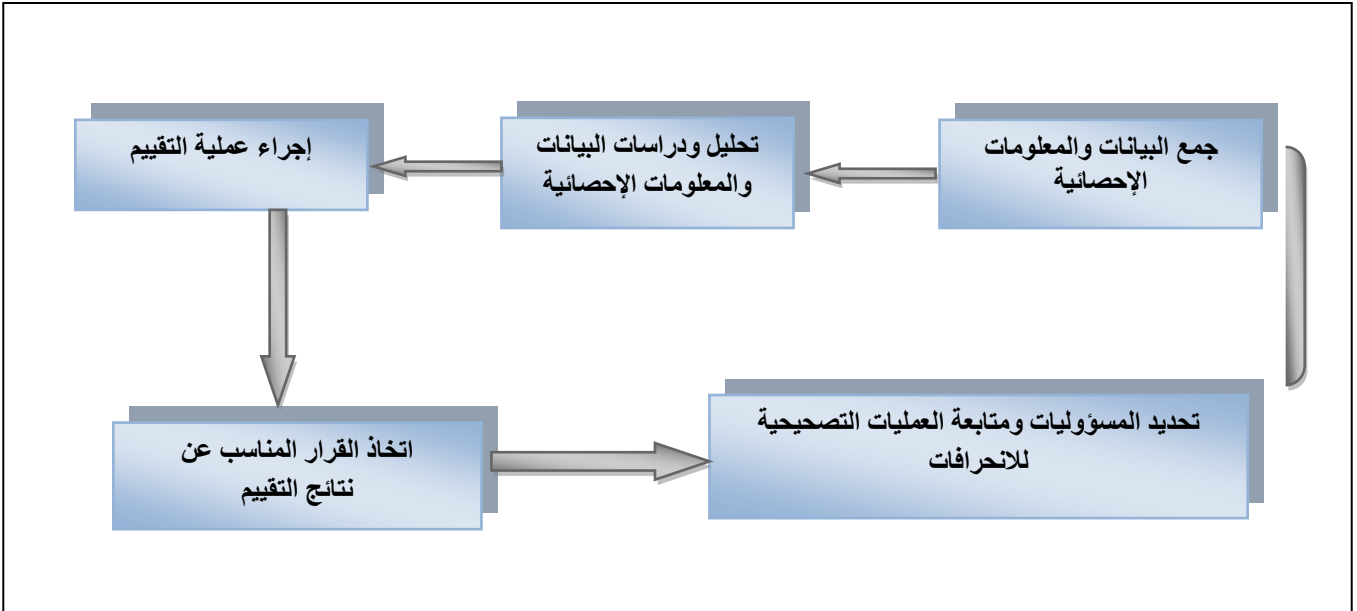 جمع البيانات والمعلومات
الإحصائية
تحليل ودراسات البيانات
والمعلومات الإحصائية
إجراء عملية التقييم
اتخاذ القرار المناسب عن
نتائج التقييم
تحديد المسؤوليات ومتابعة العمليات التصحيحية
للانحرافات